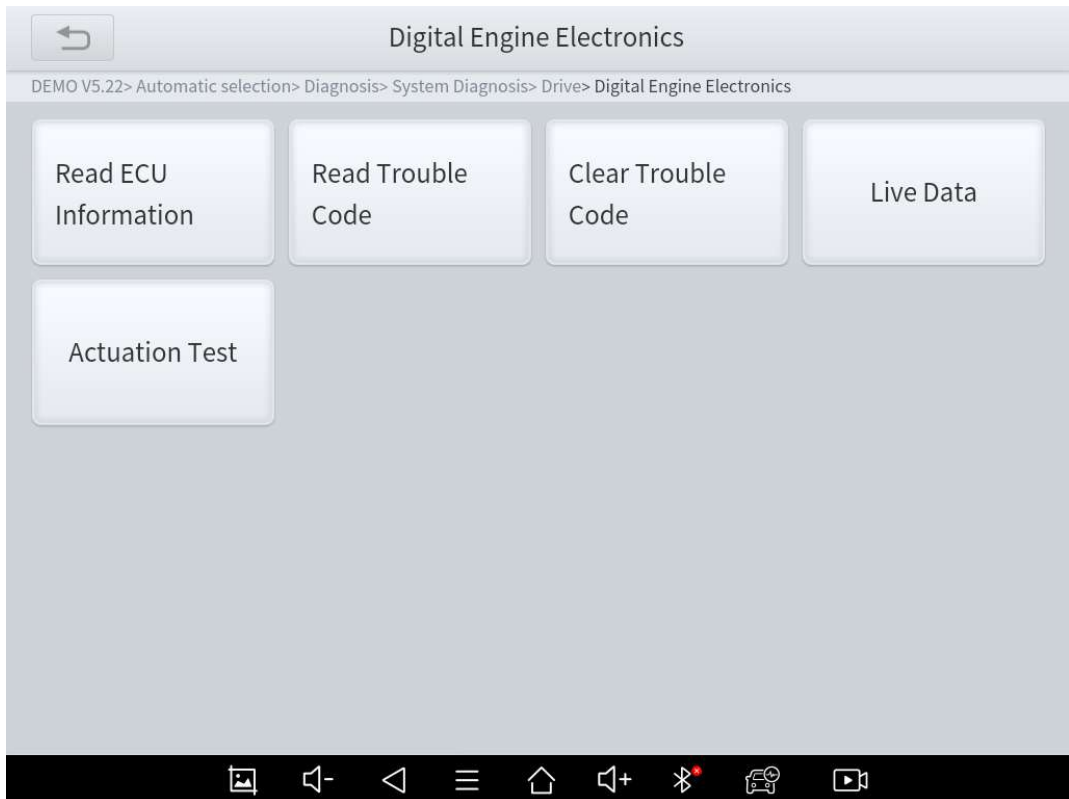 Digital Engine Electronics
DEMO V5.22> Automatic selection> Diagnosis> System Diagnosis> Drive> Digital Engine Electronics
Read ECU
Information
Read Trouble
Code
Clear Trouble
Code
Live Data
Actuation Test